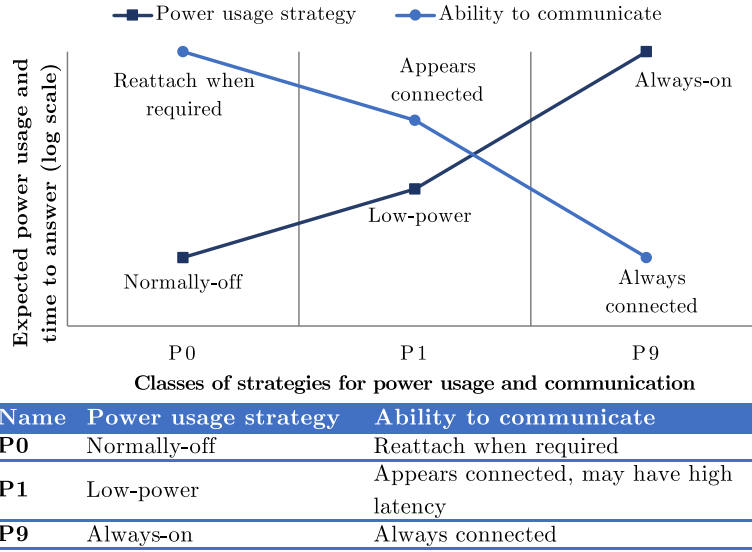 Power usage strategy Ability to communicate
Expected power usage and
time to answer (log scale)
Reattach when
required
Appears
connected
Always-on
Low-power
Normally-off
Always
connected
P0 P1 P9
Classes of strategies for power usage and communication
Name Power usage strategy Ability to communicate
P0 Normally-off Reattach when required
P1 Low-power Appears connected, may have high
latency
P9 Always-on Always connected